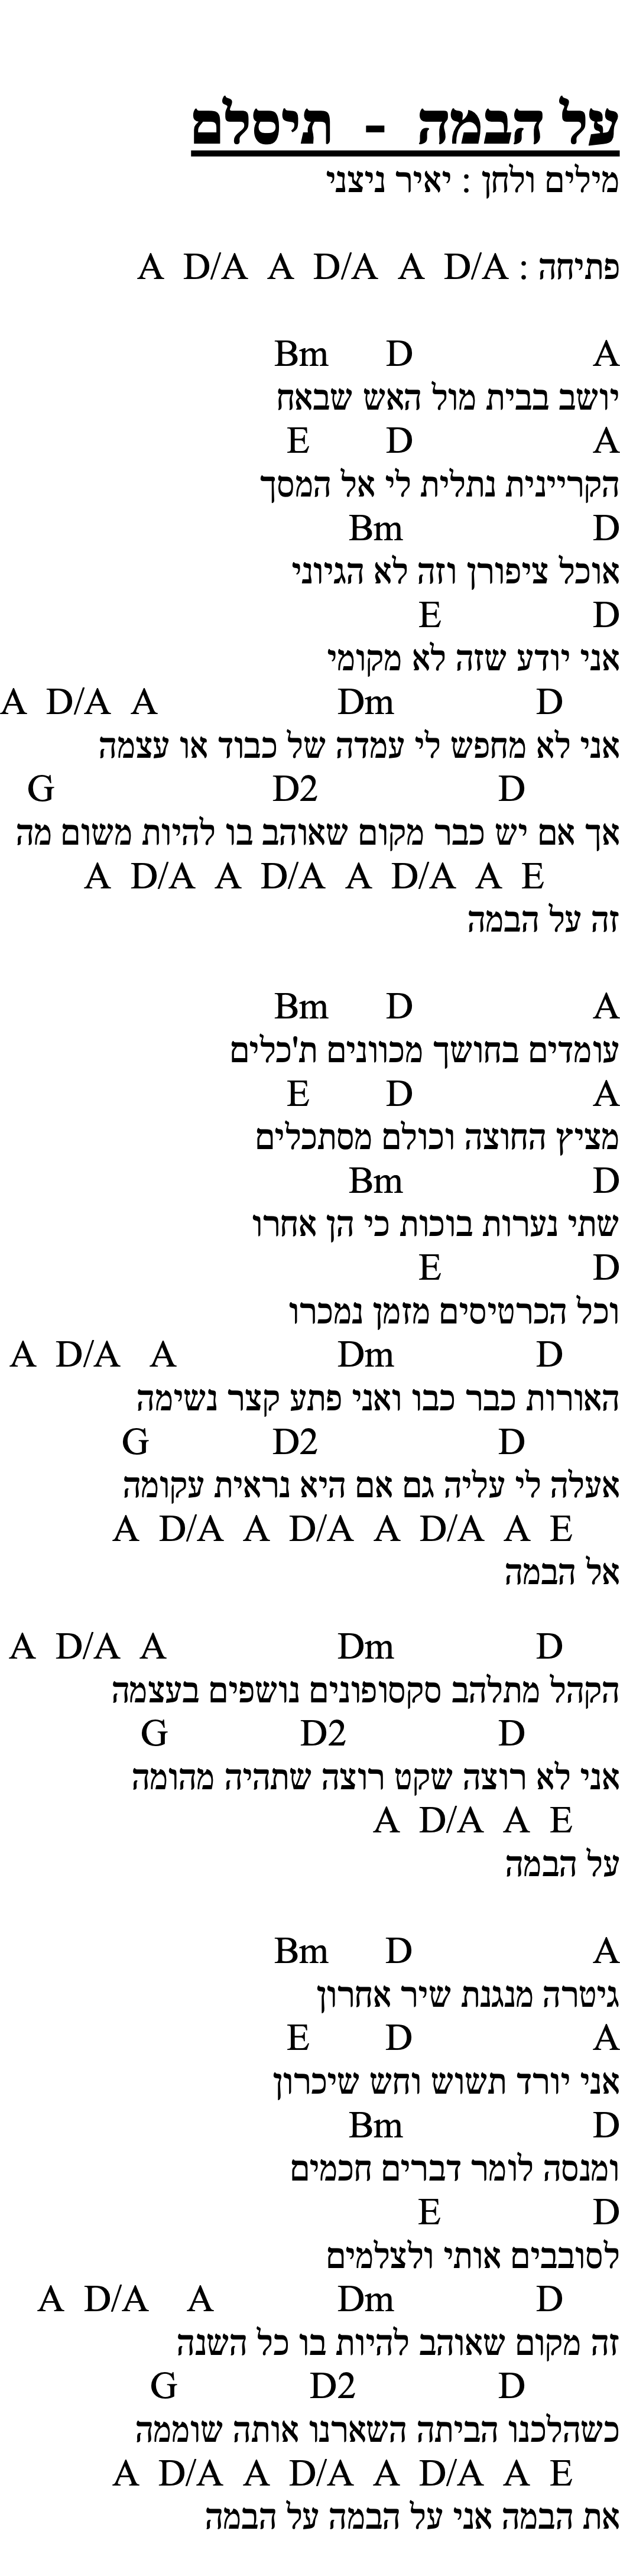 על הבמה - תיסלם
מילים ולחן : יאיר ניצני
פתיחה : A D/A A D/A A D/A
Bm D A
יושב בבית מול האש שבאח
E D A
הקריינית נתלית לי אל המסך
Bm D
אוכל ציפורן וזה לא הגיוני
E D
אני יודע שזה לא מקומי
A D/A A Dm D
אני לא מחפש לי עמדה של כבוד או עצמה
G D2 D
אך אם יש כבר מקום שאוהב בו להיות משום מה
A D/A A D/A A D/A A E
זה על הבמה
Bm D A
עומדים בחושך מכוונים ת'כלים
E D A
מציץ החוצה וכולם מסתכלים
Bm D
שתי נערות בוכות כי הן אחרו
E D
וכל הכרטיסים מזמן נמכרו
A D/A A Dm D
האורות כבר כבו ואני פתע קצר נשימה
G D2 D
אעלה לי עליה גם אם היא נראית עקומה
A D/A A D/A A D/A A E
אל הבמה
A D/A A Dm D
הקהל מתלהב סקסופונים נושפים בעצמה
G D2 D
אני לא רוצה שקט רוצה שתהיה מהומה
A D/A A E
על הבמה
Bm D A
גיטרה מנגנת שיר אחרון
E D A
אני יורד תשוש וחש שיכרון
Bm D
ומנסה לומר דברים חכמים
E D
לסובבים אותי ולצלמים
A D/A A Dm D
זה מקום שאוהב להיות בו כל השנה
G D2 D
כשהלכנו הביתה השארנו אותה שוממה
A D/A A D/A A D/A A E
את הבמה אני על הבמה על הבמה